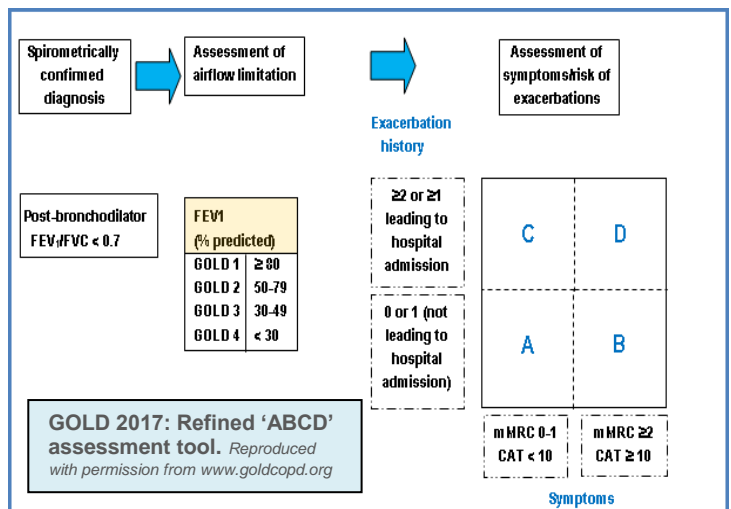 Spirometrically
confirmed
diagnosis
Assessment of
airflow limitation
Assessment of
symptoms/risk of
exacerbations
Exacerbation
history
Post-bronchodilator
FEV₁/FVC < 0.7
FEV1
(% predicted)
GOLD 1 ≥ 80
GOLD 2 50-79
GOLD 3 30-49
GOLD 4 < 30
≥2 or ≥1
leading to
hospital
admission
0 or 1 (not
leading to
hospital
admission)
C D
A B
mMRC 0-1
CAT < 10
mMRC ≥2
CAT ≥ 10
Symptoms
GOLD 2017: Refined ‘ABCD’
assessment tool. Reproduced
with permission from www.goldcopd.org